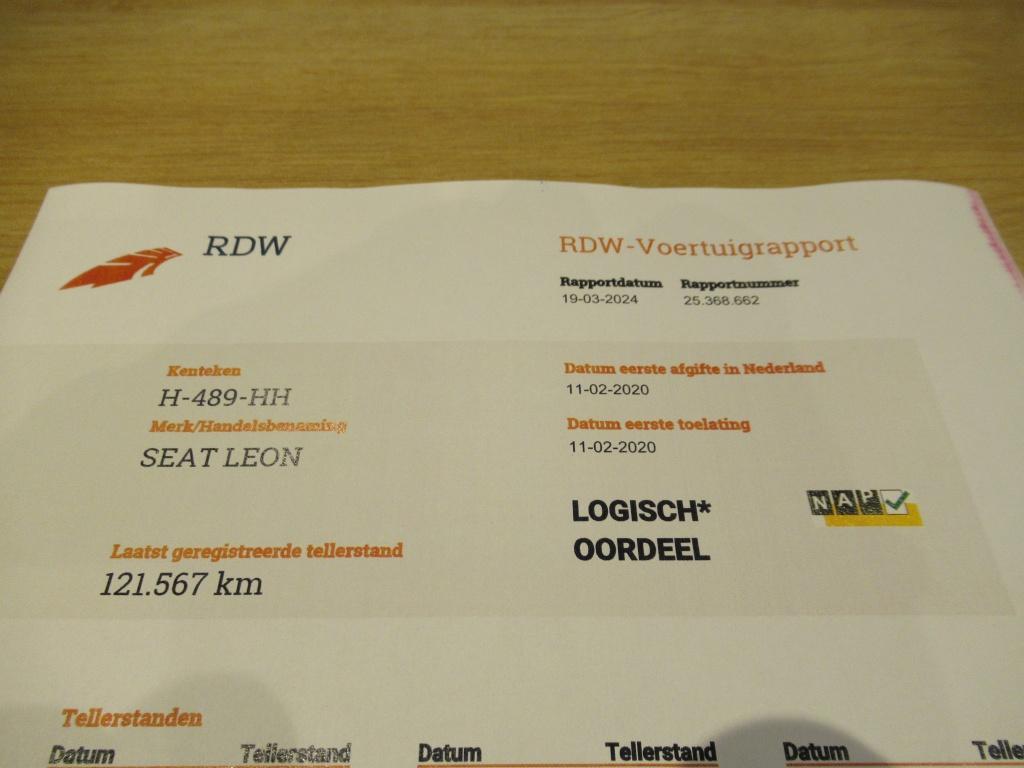 RDW
RDW-Voertuigrapport
Rapportdatum Rapportnummer
19-03-2024 25.368.662
Kenteken
H-489-HH
Merk/Handelsbenaming
SEAT LEON
Datum eerste afgifte in Nederland
11-02-2020
Datum eerste toelating
11-02-2020
LOGISCH*
OORDEEL
NAP
Laatst geregistreerde tellerstand
121.567 km
Tellerstanden
Datum Tellerstand Datum Tellerstand Datum Telle